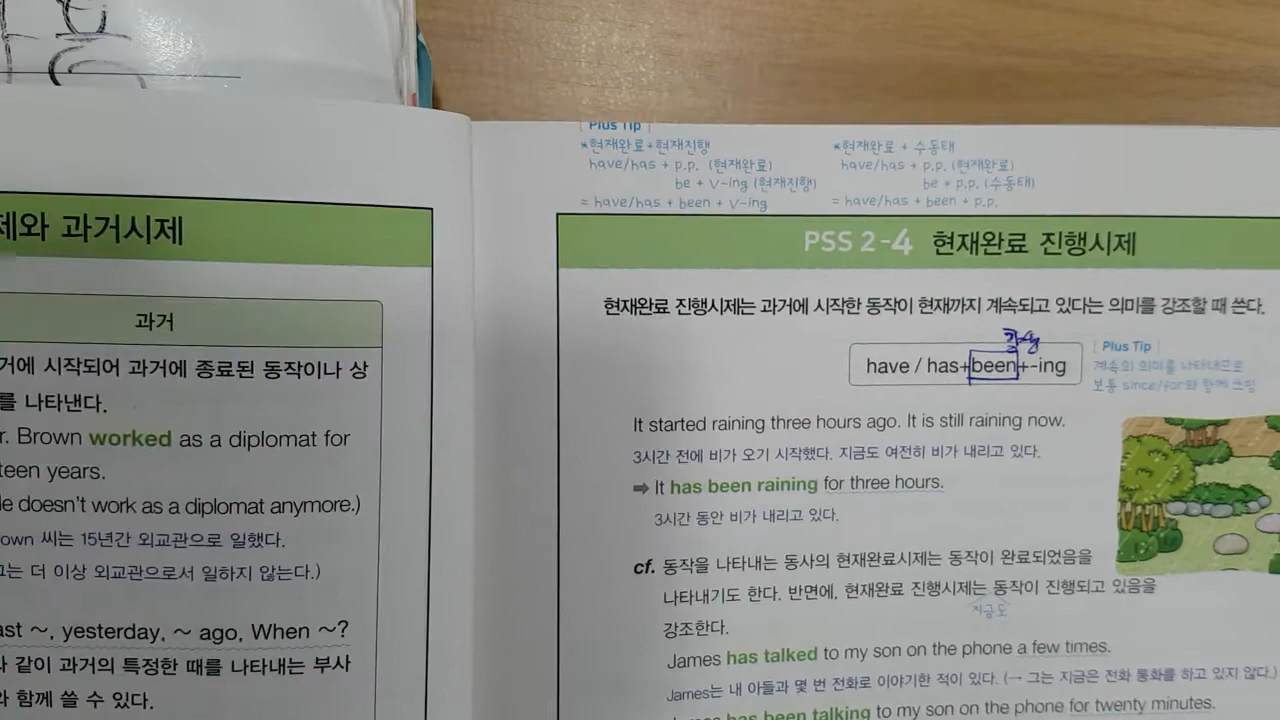 제와 과거시제
과거
거에 시작되어 과거에 종료된 동작이나 상
를 나타낸다.
r. Brown worked as a diplomat for
teen years.
le doesn't work as a diplomat anymore.)
own 씨는 15년간 외교관으로 일했다.
그는 더 이상 외교관으로서 일하지 않는다.)
ast ～, yesterday, ～ ago, When ～?
와 같이 과거의 특정한 때를 나타내는 부사
와 함께 쓸 수 있다.
[ Plus Tip ]
*현재완료+현재진행
have/has + p.p. (현재완료)
be + v-ing (현재진행)
= have/has + been + v-ing
*현재완료 + 수동태
have/has + p.p. (현재완료)
be + p.p. (수동태)
= have/has + been + p.p.
PSS 2-4 현재완료 진행시제
현재완료 진행시제는 과거에 시작한 동작이 현재까지 계속되고 있다는 의미를 강조할 때 쓴다.
have / has+been+-ing
[ Plus Tip ]
계속의 의미를 나타내므로
보통 since/for와 함께 쓰임
It started raining three hours ago. It is still raining now.
3시간 전에 비가 오기 시작했다. 지금도 여전히 비가 내리고 있다.
➡ It has been raining for three hours.
3시간 동안 비가 내리고 있다.
cf. 동작을 나타내는 동사의 현재완료시제는 동작이 완료되었음을
나타내기도 한다. 반면에, 현재완료 진행시제는 동작이 진행되고 있음을
지금도
강조한다.
James has talked to my son on the phone a few times.
James는 내 아들과 몇 번 전화로 이야기한 적이 있다. (→ 그는 지금은 전화 통화를 하고 있지 않다.)
James has been talking to my son on the phone for twenty minutes.